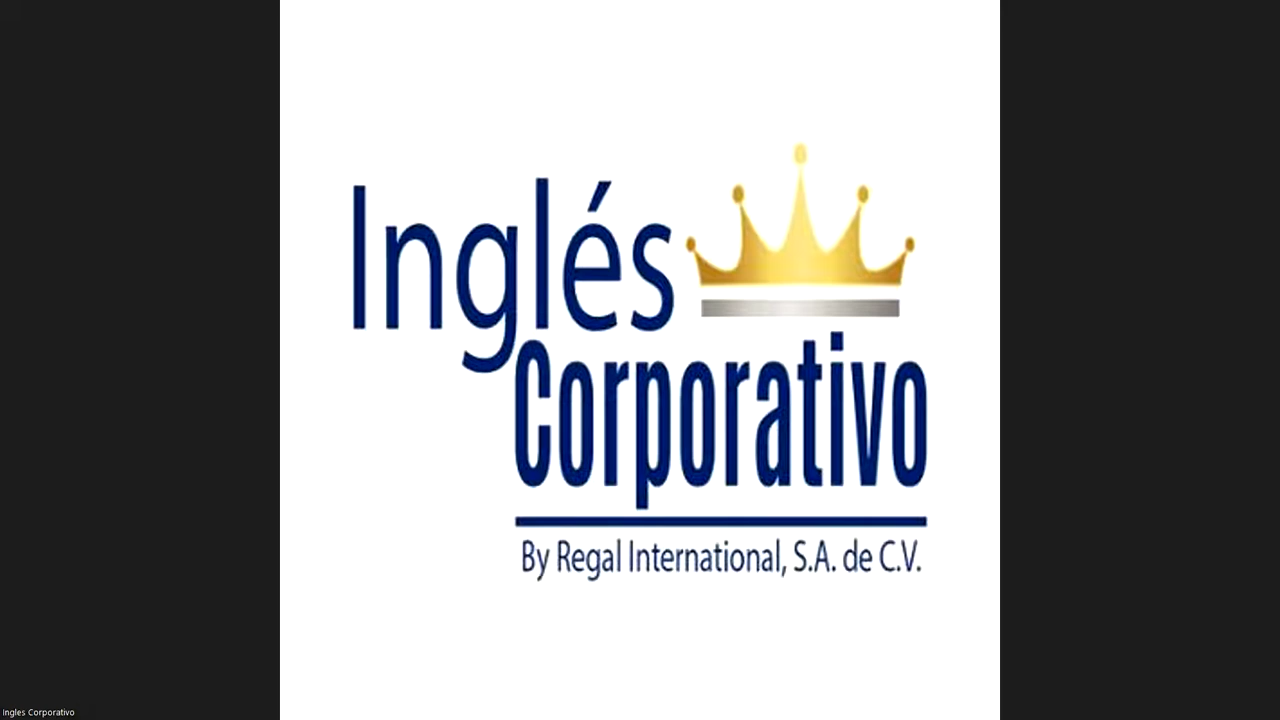 Inglés
Corporativo
By Regal International, S.A. de C.V.
Ingles Corporativo